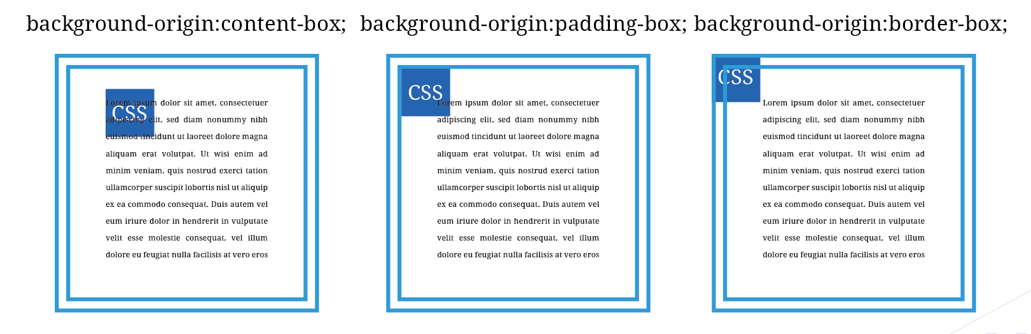 background-origin:content-box; background-origin:padding-box; background-origin:border-box;
CSS
Lorem ipsum dolor sit amet, consectetuer
adipiscing elit, sed diam nonummy nibh
euismod tincidunt ut laoreet dolore magna
aliquam erat volutpat. Ut wisi enim ad
minim veniam, quis nostrud exerci tation
ullamcorper suscipit lobortis nisl ut aliquip
ex ea commodo consequat. Duis autem vel
eum iriure dolor in hendrerit in vulputate
velit esse molestie consequat, vel illum
dolore eu feugiat nulla facilisis at vero eros
CSS
Lorem ipsum dolor sit amet, consectetuer
adipiscing elit, sed diam nonummy nibh
euismod tincidunt ut laoreet dolore magna
aliquam erat volutpat. Ut wisi enim ad
minim veniam, quis nostrud exerci tation
ullamcorper suscipit lobortis nisl ut aliquip
ex ea commodo consequat. Duis autem vel
eum iriure dolor in hendrerit in vulputate
velit esse molestie consequat, vel illum
dolore eu feugiat nulla facilisis at vero eros
CSS
Lorem ipsum dolor sit amet, consectetuer
adipiscing elit, sed diam nonummy nibh
euismod tincidunt ut laoreet dolore magna
aliquam erat volutpat. Ut wisi enim ad
minim veniam, quis nostrud exerci tation
ullamcorper suscipit lobortis nisl ut aliquip
ex ea commodo consequat. Duis autem vel
eum iriure dolor in hendrerit in vulputate
velit esse molestie consequat, vel illum
dolore eu feugiat nulla facilisis at vero eros